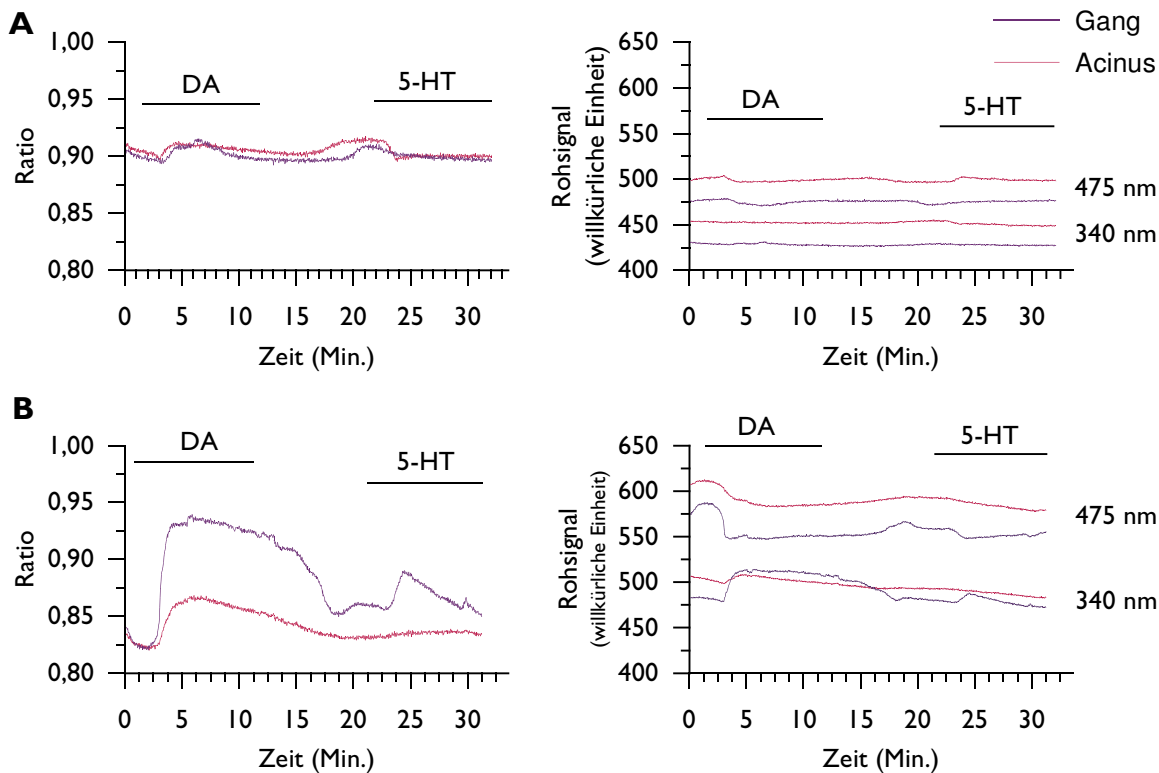 A
1,00
0,95
0,90
0,85
0,80
Ratio
DA
5-HT
0 5 10 15 20 25 30
Zeit (Min.)
650
600
550
500
450
400
Rohsignal
(willkürliche Einheit)
DA
5-HT
Gang
Acinus
475 nm
340 nm
0 5 10 15 20 25 30
Zeit (Min.)
B
1,00
0,95
0,90
0,85
0,80
Ratio
DA
5-HT
0 5 10 15 20 25 30
Zeit (Min.)
650
600
550
500
450
400
Rohsignal
(willkürliche Einheit)
DA
5-HT
475 nm
340 nm
0 5 10 15 20 25 30
Zeit (Min.)